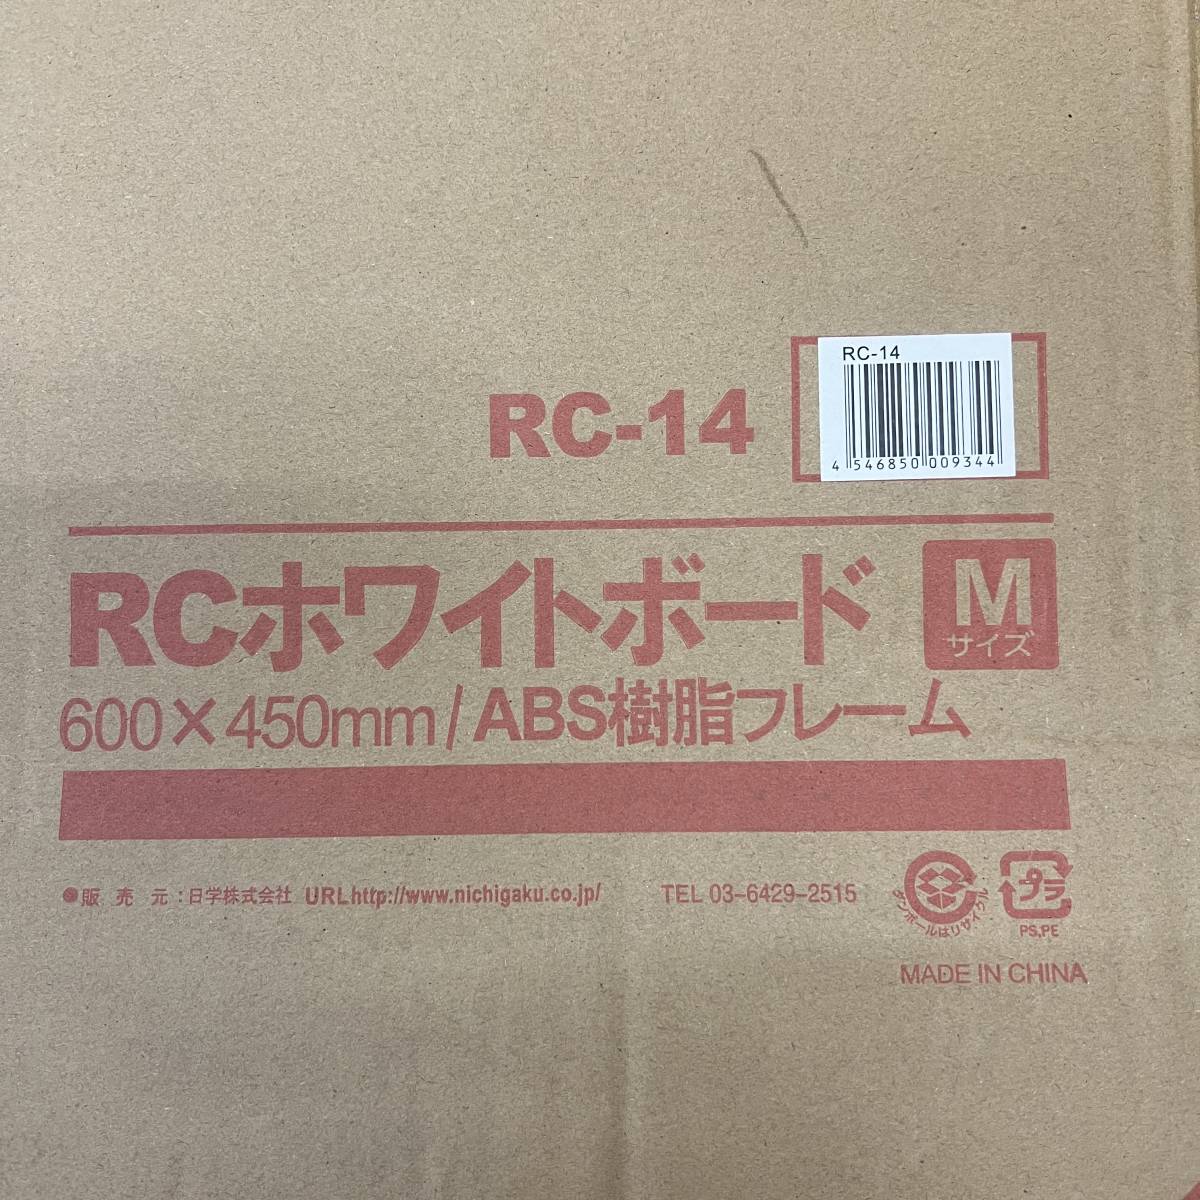 RC-14
RC-14
4 546850 009344
RCホワイトボード
M
サイズ
600×450mm/ABS樹脂フレーム
●販 売 元:日学株式会社 URL http://www.nichigaku.co.jp/ TEL 03-6429-2515
ダンボールはリサイクル
プラ
PS,PE
MADE IN CHINA